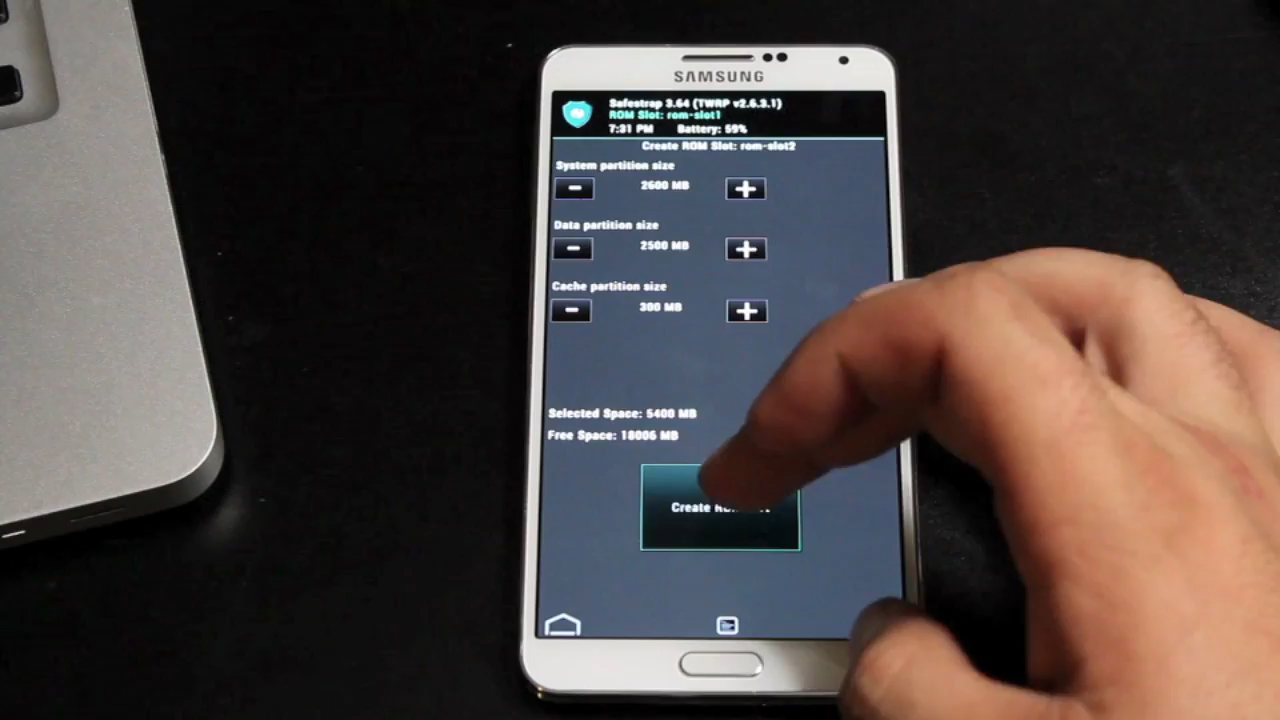 SAMSUNG
Safestrap 3.64 (TWRP v2.6.3.1)
ROM Slot: rom-slot1
7:31 PM Battery: 59%
Create ROM Slot: rom-slot2
System partition size
- 2600 MB +
Data partition size
- 2500 MB +
Cache partition size
- 300 MB +
Selected Space: 5400 MB
Free Space: 18006 MB
Create